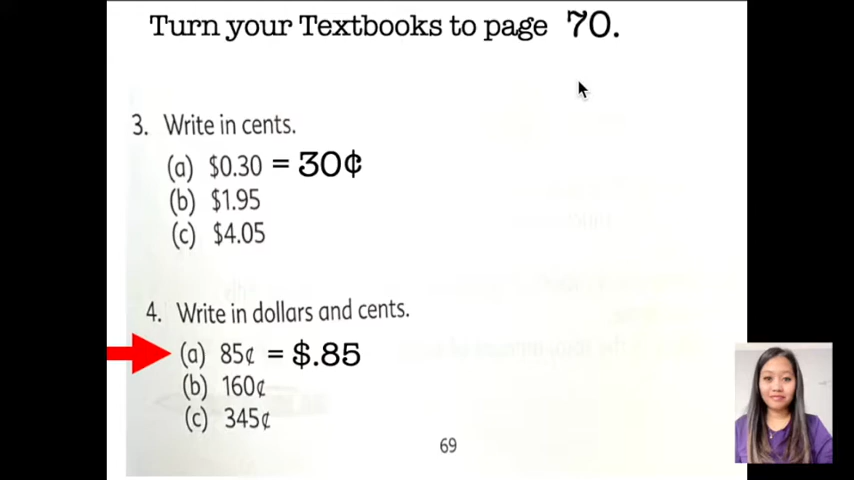 Turn your Textbooks to page 70.
3. Write in cents.
(a) $0.30 = 30¢
(b) $1.95
(c) $4.05
4. Write in dollars and cents.
(a) 85¢ = $.85
(b) 160¢
(c) 345¢
69